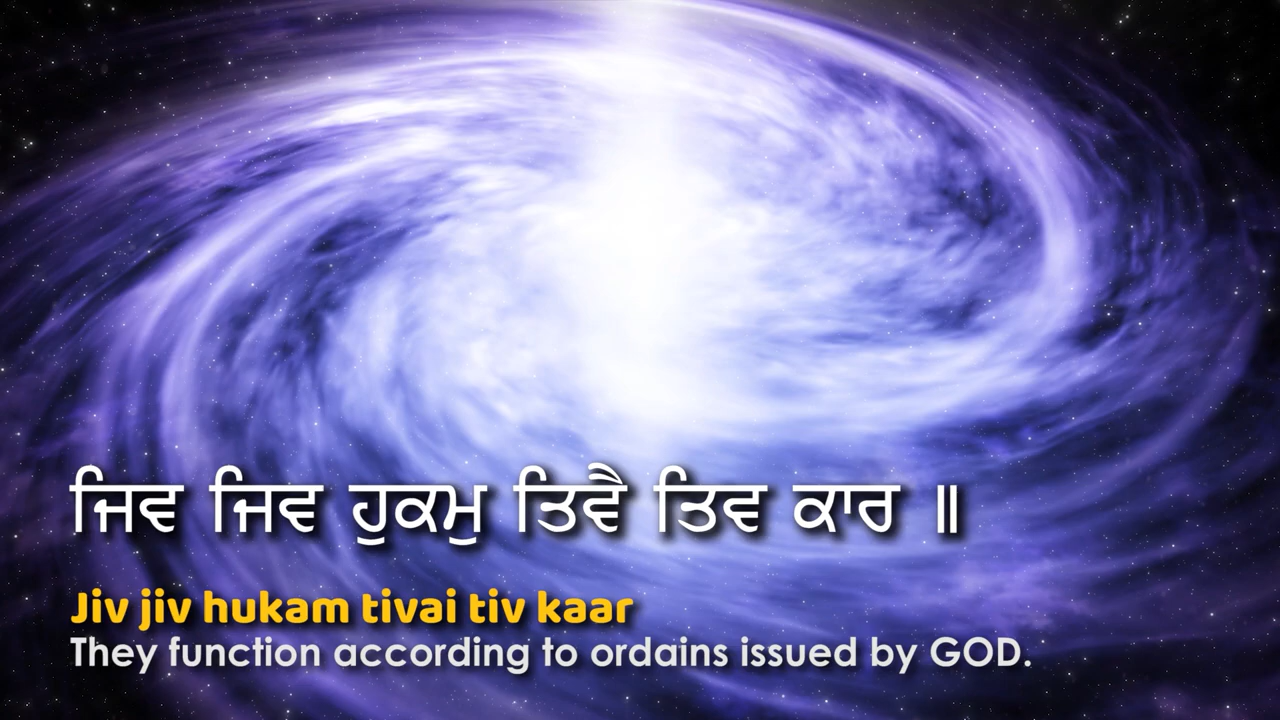 ਜਿਵ ਜਿਵ ਹੁਕਮੁ ਤਿਵੈ ਤਿਵ ਕਾਰ ॥
Jiv jiv hukam tivai tiv kaar
They function according to ordains issued by GOD.